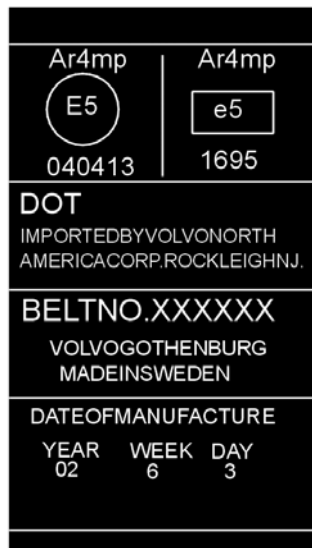 Ar4mp Ar4mp
E5 e5
040413 1695
DOT
IMPORTEDBYVOLVONORTH
AMERICACORP.ROCKLEIGHNJ.
BELTNO.XXXXXX
VOLVOGOTHENBURG
MADEINSWEDEN
DATEOFMANUFACTURE
YEAR WEEK DAY
02 6 3